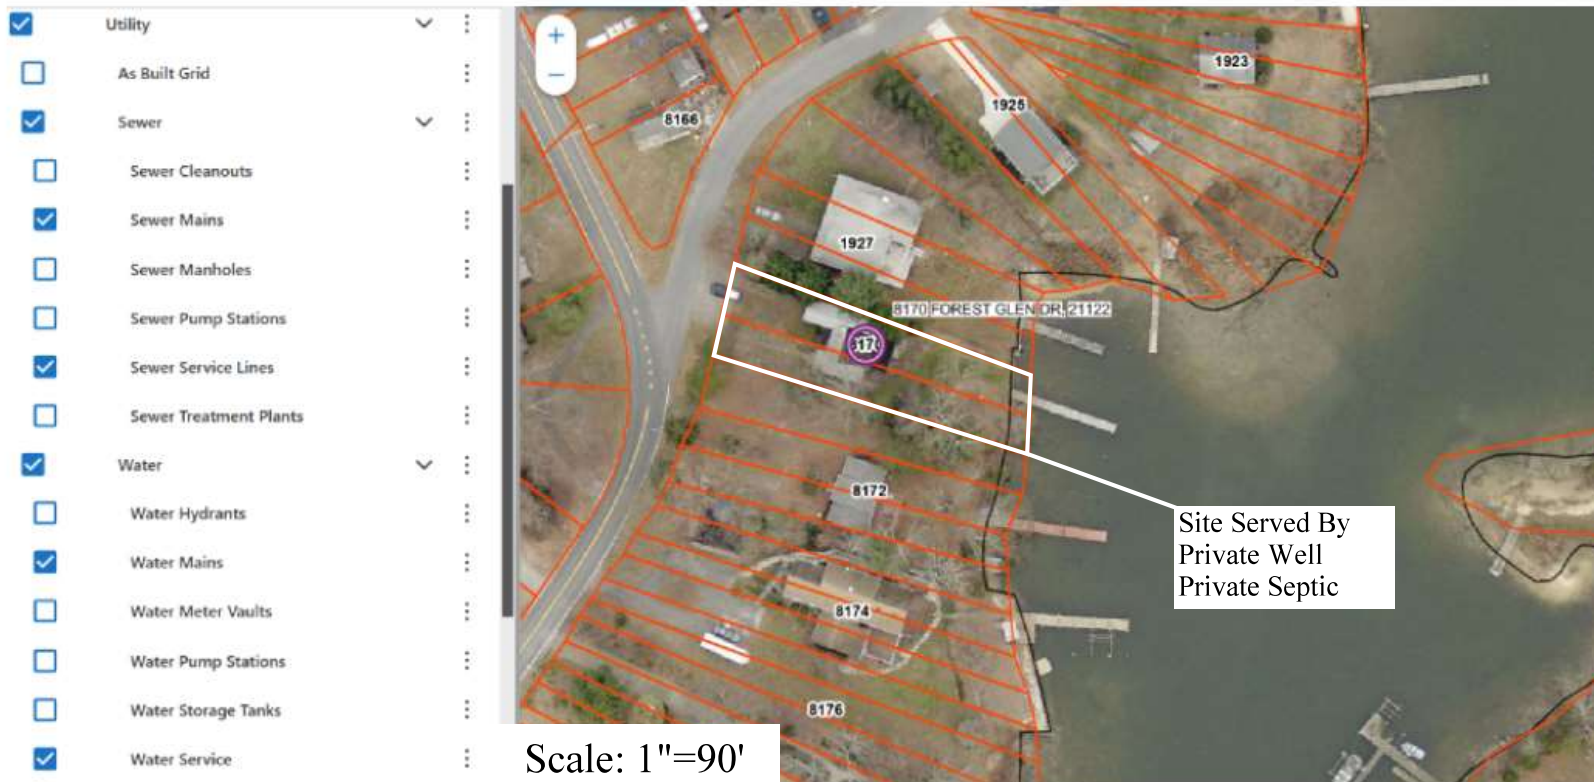 Utility
As Built Grid
Sewer
Sewer Cleanouts
Sewer Mains
Sewer Manholes
Sewer Pump Stations
Sewer Service Lines
Sewer Treatment Plants
Water
Water Hydrants
Water Mains
Water Meter Vaults
Water Pump Stations
Water Storage Tanks
Water Service
+
−
1923
1925
8166
1927
8170 FOREST GLEN DR, 21122
8172
8174
8176
Site Served By
Private Well
Private Septic
Scale: 1"=90'